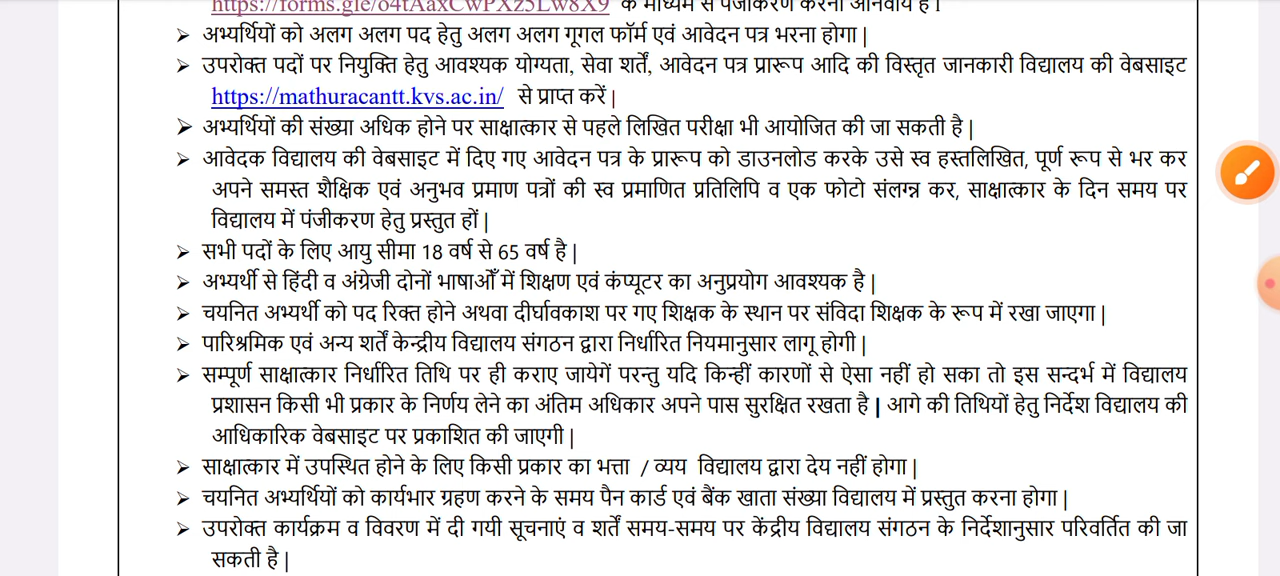 https://forms.gle/o4tAaxCwPXz5Lw8X9 के माध्यम से पंजीकरण करना अनिवार्य है।
➢ अभ्यर्थियों को अलग अलग पद हेतु अलग अलग गूगल फॉर्म एवं आवेदन पत्र भरना होगा |
➢ उपरोक्त पदों पर नियुक्ति हेतु आवश्यक योग्यता, सेवा शर्तें, आवेदन पत्र प्रारूप आदि की विस्तृत जानकारी विद्यालय की वेबसाइट
https://mathuracantt.kvs.ac.in/ से प्राप्त करें |
➢ अभ्यर्थियों की संख्या अधिक होने पर साक्षात्कार से पहले लिखित परीक्षा भी आयोजित की जा सकती है |
➢ आवेदक विद्यालय की वेबसाइट में दिए गए आवेदन पत्र के प्रारूप को डाउनलोड करके उसे स्व हस्तलिखित, पूर्ण रूप से भर कर
अपने समस्त शैक्षिक एवं अनुभव प्रमाण पत्रों की स्व प्रमाणित प्रतिलिपि व एक फोटो संलग्न कर, साक्षात्कार के दिन समय पर
विद्यालय में पंजीकरण हेतु प्रस्तुत हों |
➢ सभी पदों के लिए आयु सीमा 18 वर्ष से 65 वर्ष है |
➢ अभ्यर्थी से हिंदी व अंग्रेजी दोनों भाषाओँ में शिक्षण एवं कंप्यूटर का अनुप्रयोग आवश्यक है |
➢ चयनित अभ्यर्थी को पद रिक्त होने अथवा दीर्घावकाश पर गए शिक्षक के स्थान पर संविदा शिक्षक के रूप में रखा जाएगा |
➢ पारिश्रमिक एवं अन्य शर्तें केन्द्रीय विद्यालय संगठन द्वारा निर्धारित नियमानुसार लागू होगी |
➢ सम्पूर्ण साक्षात्कार निर्धारित तिथि पर ही कराए जायेगें परन्तु यदि किन्हीं कारणों से ऐसा नहीं हो सका तो इस सन्दर्भ में विद्यालय
प्रशासन किसी भी प्रकार के निर्णय लेने का अंतिम अधिकार अपने पास सुरक्षित रखता है | आगे की तिथियों हेतु निर्देश विद्यालय की
आधिकारिक वेबसाइट पर प्रकाशित की जाएगी |
➢ साक्षात्कार में उपस्थित होने के लिए किसी प्रकार का भत्ता / व्यय विद्यालय द्वारा देय नहीं होगा |
➢ चयनित अभ्यर्थियों को कार्यभार ग्रहण करने के समय पैन कार्ड एवं बैंक खाता संख्या विद्यालय में प्रस्तुत करना होगा |
➢ उपरोक्त कार्यक्रम व विवरण में दी गयी सूचनाएं व शर्तें समय-समय पर केंद्रीय विद्यालय संगठन के निर्देशानुसार परिवर्तित की जा
सकती है |